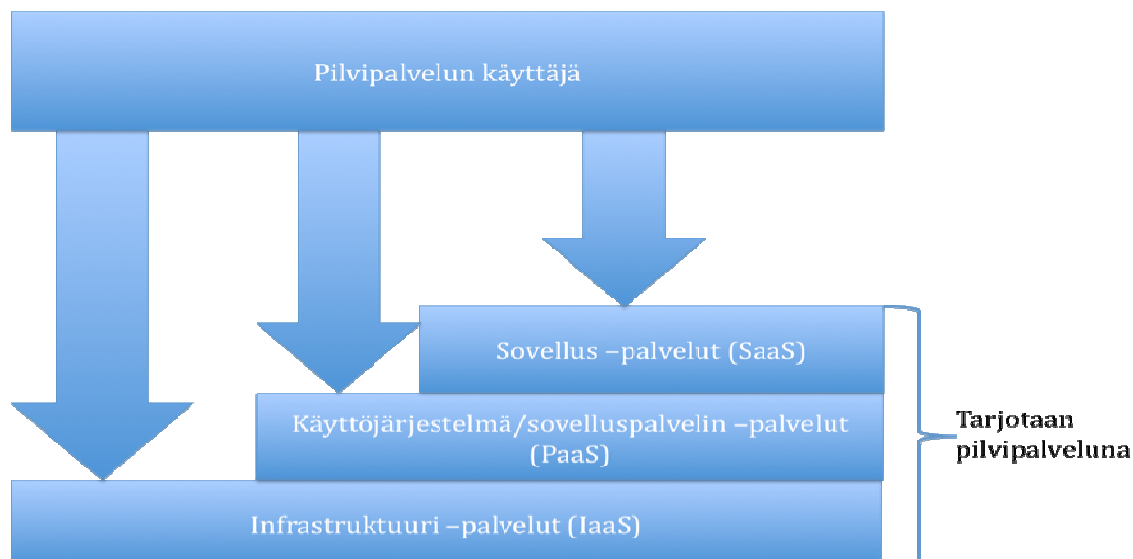 Pilvipalvelun käyttäjä
Sovellus –palvelut (SaaS)
Käyttöjärjestelmä/sovelluspalvelin –palvelut
(PaaS)
Tarjotaan
pilvipalveluna
Infrastruktuuri –palvelut (IaaS)